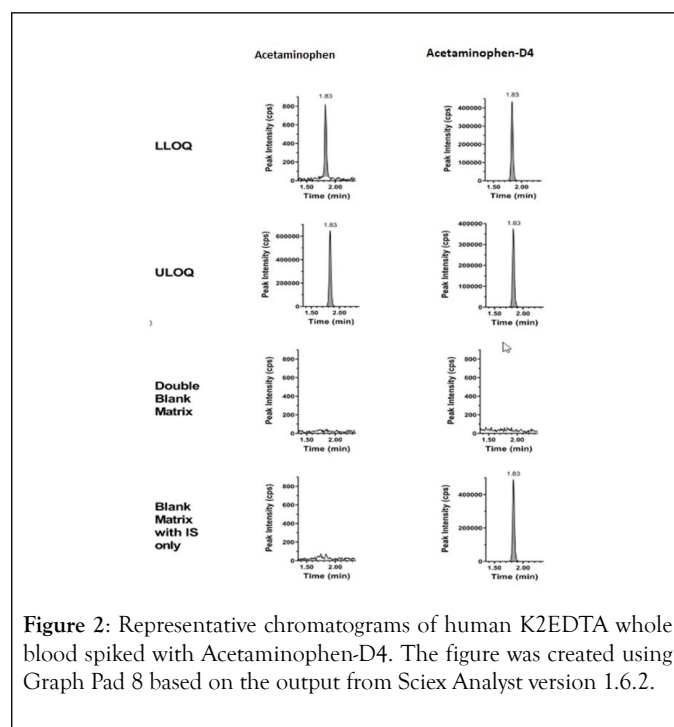 Acetaminophen
Acetaminophen-D4
LLOQ
Peak Intensity (cps)
800
600
400
200
0
1.83
1.50
2.00
Time (min)
Peak Intensity (cps)
400000
300000
200000
100000
0
1.83
1.50
2.00
Time (min)
ULOQ
Peak Intensity (cps)
600000
400000
200000
0
1.83
1.50
2.00
Time (min)
Peak Intensity (cps)
400000
300000
200000
100000
0
1.83
1.50
2.00
Time (min)
Double
Blank
Matrix
Peak Intensity (cps)
800
600
400
200
0
1.50
2.00
Time (min)
Peak Intensity (cps)
800
600
400
200
0
1.50
2.00
Time (min)
Blank
Matrix
with IS
only
Peak Intensity (cps)
800
600
400
200
0
1.50
2.00
Time (min)
Peak Intensity (cps)
400000
200000
0
1.83
1.50
2.00
Time (min)
Figure 2: Representative chromatograms of human K2EDTA whole
blood spiked with Acetaminophen-D4. The figure was created using
Graph Pad 8 based on the output from Sciex Analyst version 1.6.2.